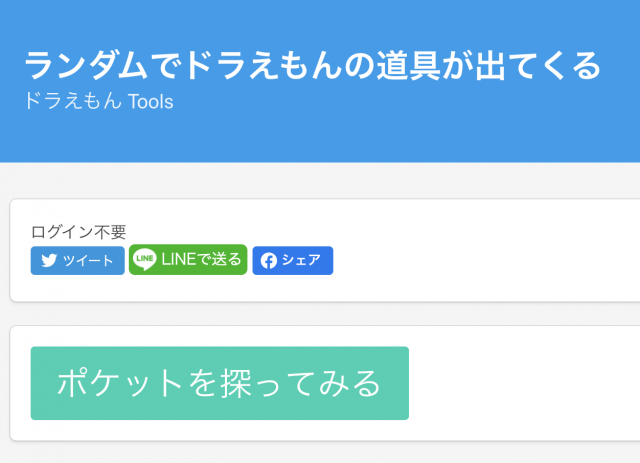 ランダムでドラえもんの道具が出てくる
ドラえもん Tools
ログイン不要
ツイート LINE LINEで送る シェア
ポケットを探ってみる